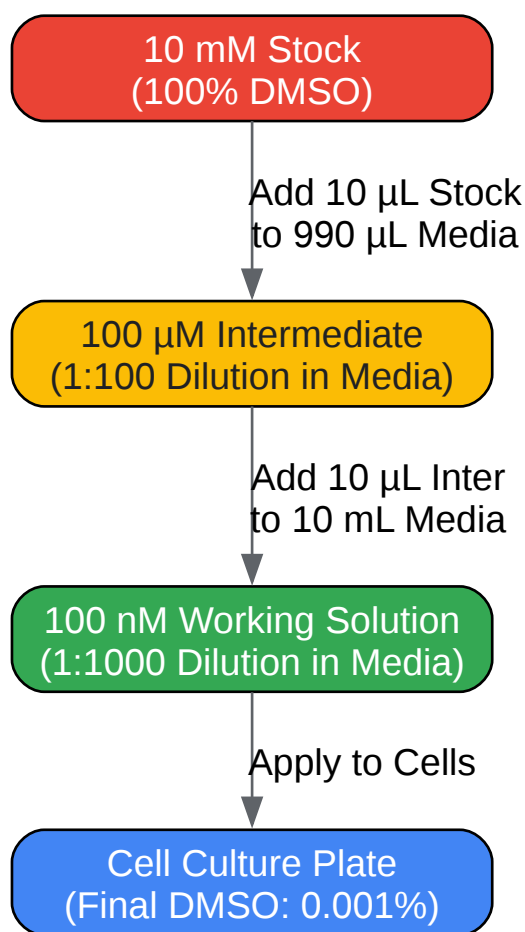 10 mM Stock
(100% DMSO)
Add 10 µL Stock
to 990 µL Media
100 µM Intermediate
(1:100 Dilution in Media)
Add 10 µL Inter
to 10 mL Media
100 nM Working Solution
(1:1000 Dilution in Media)
Apply to Cells
Cell Culture Plate
(Final DMSO: 0.001%)